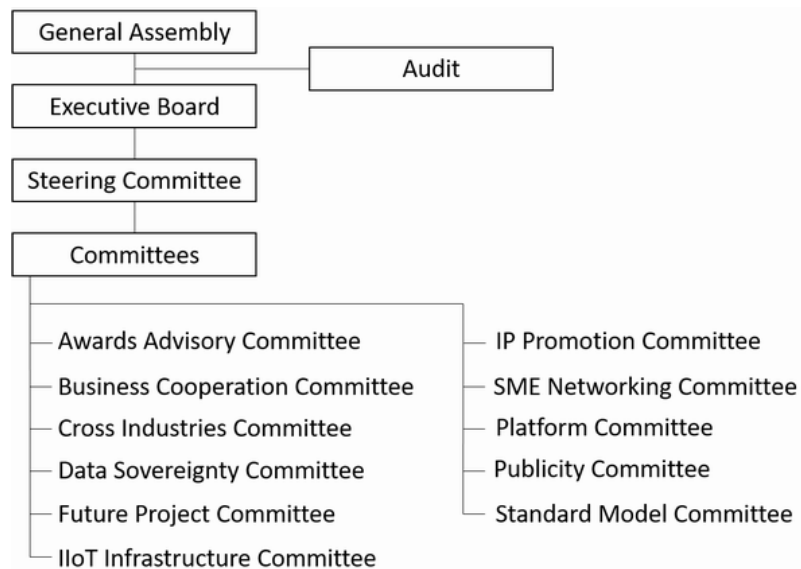 General Assembly
Audit
Executive Board
Steering Committee
Committees
Awards Advisory Committee
Business Cooperation Committee
Cross Industries Committee
Data Sovereignty Committee
Future Project Committee
IIoT Infrastructure Committee
IP Promotion Committee
SME Networking Committee
Platform Committee
Publicity Committee
Standard Model Committee